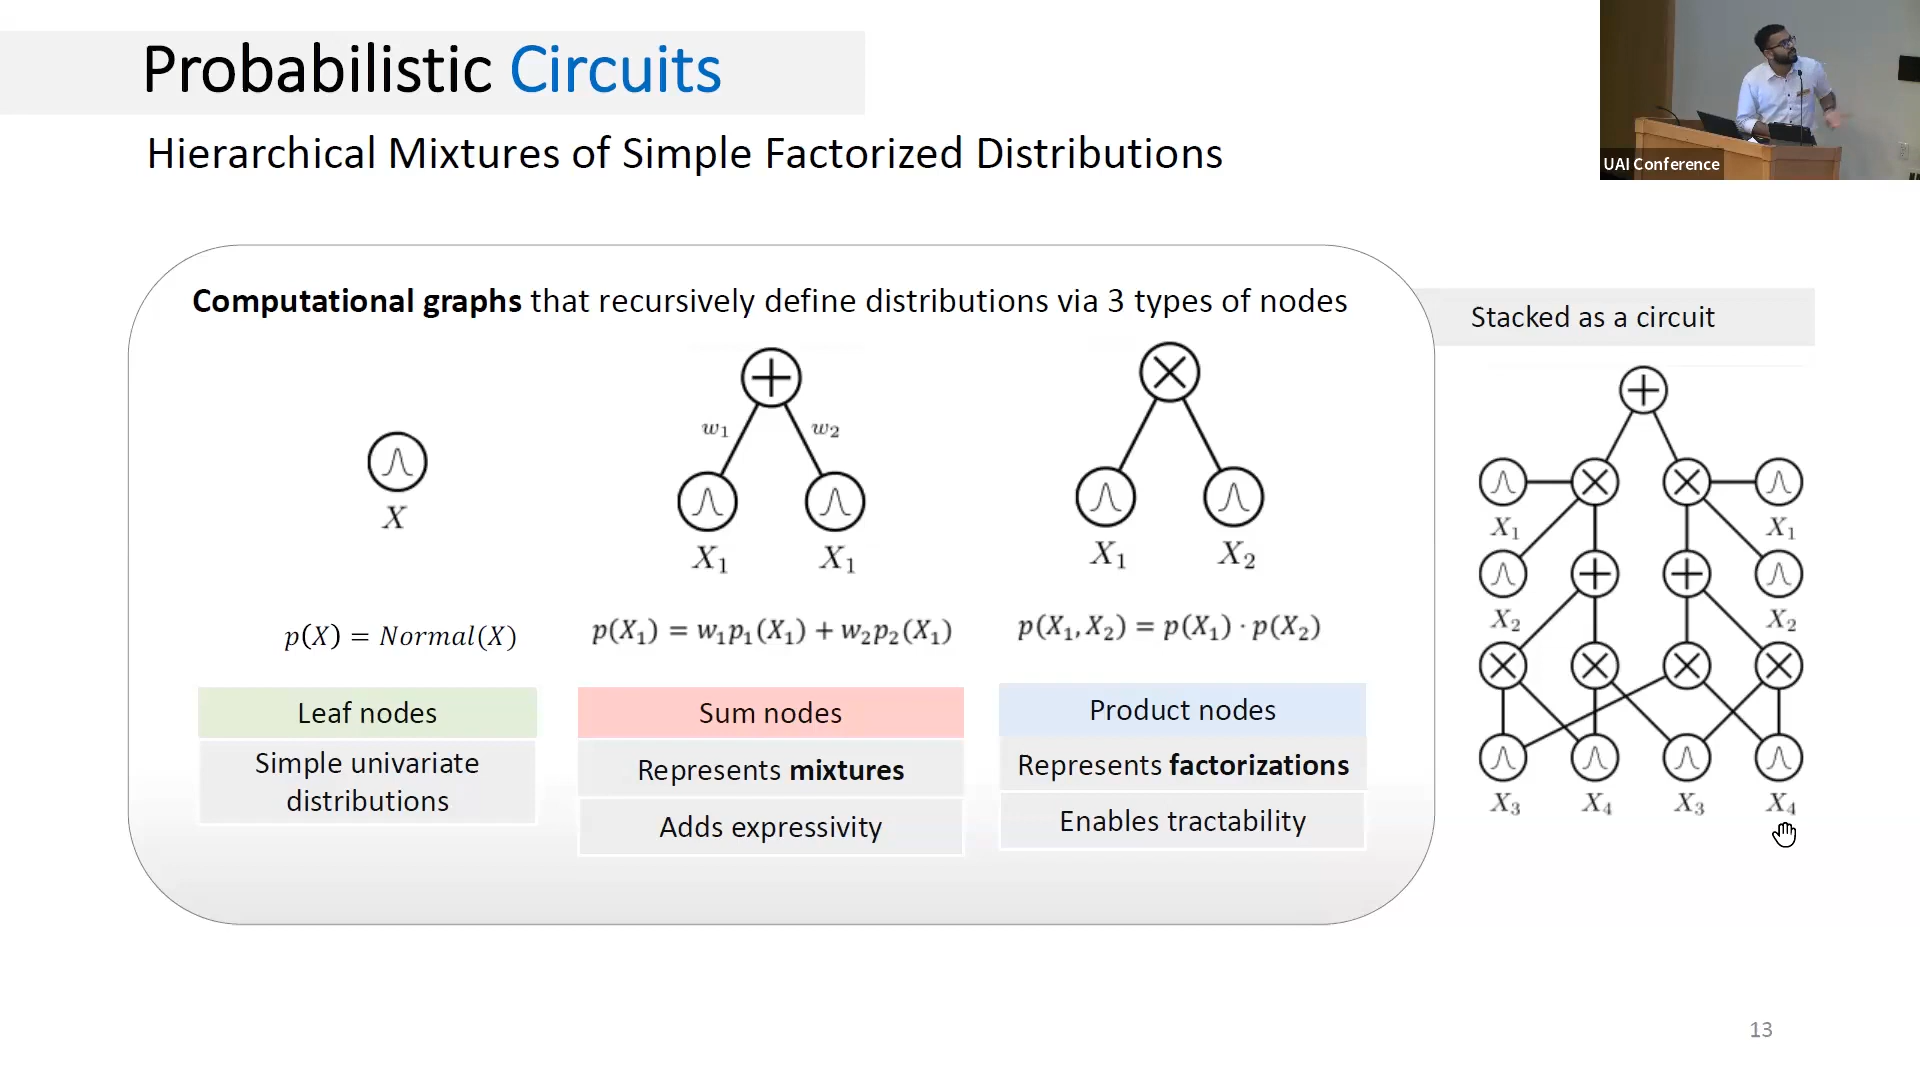 Probabilistic Circuits
Hierarchical Mixtures of Simple Factorized Distributions
UAI Conference
Computational graphs that recursively define distributions via 3 types of nodes
Stacked as a circuit
w₁ w₂
X
X₁ X₁
X₁ X₂
p(X) = Normal(X)
p(X₁) = w₁p₁(X₁) + w₂p₂(X₁)
p(X₁, X₂) = p(X₁) · p(X₂)
Leaf nodes
Simple univariate
distributions
Sum nodes
Represents mixtures
Adds expressivity
Product nodes
Represents factorizations
Enables tractability
X₁ X₁
X₂ X₂
X₃ X₄ X₃ X₄
13